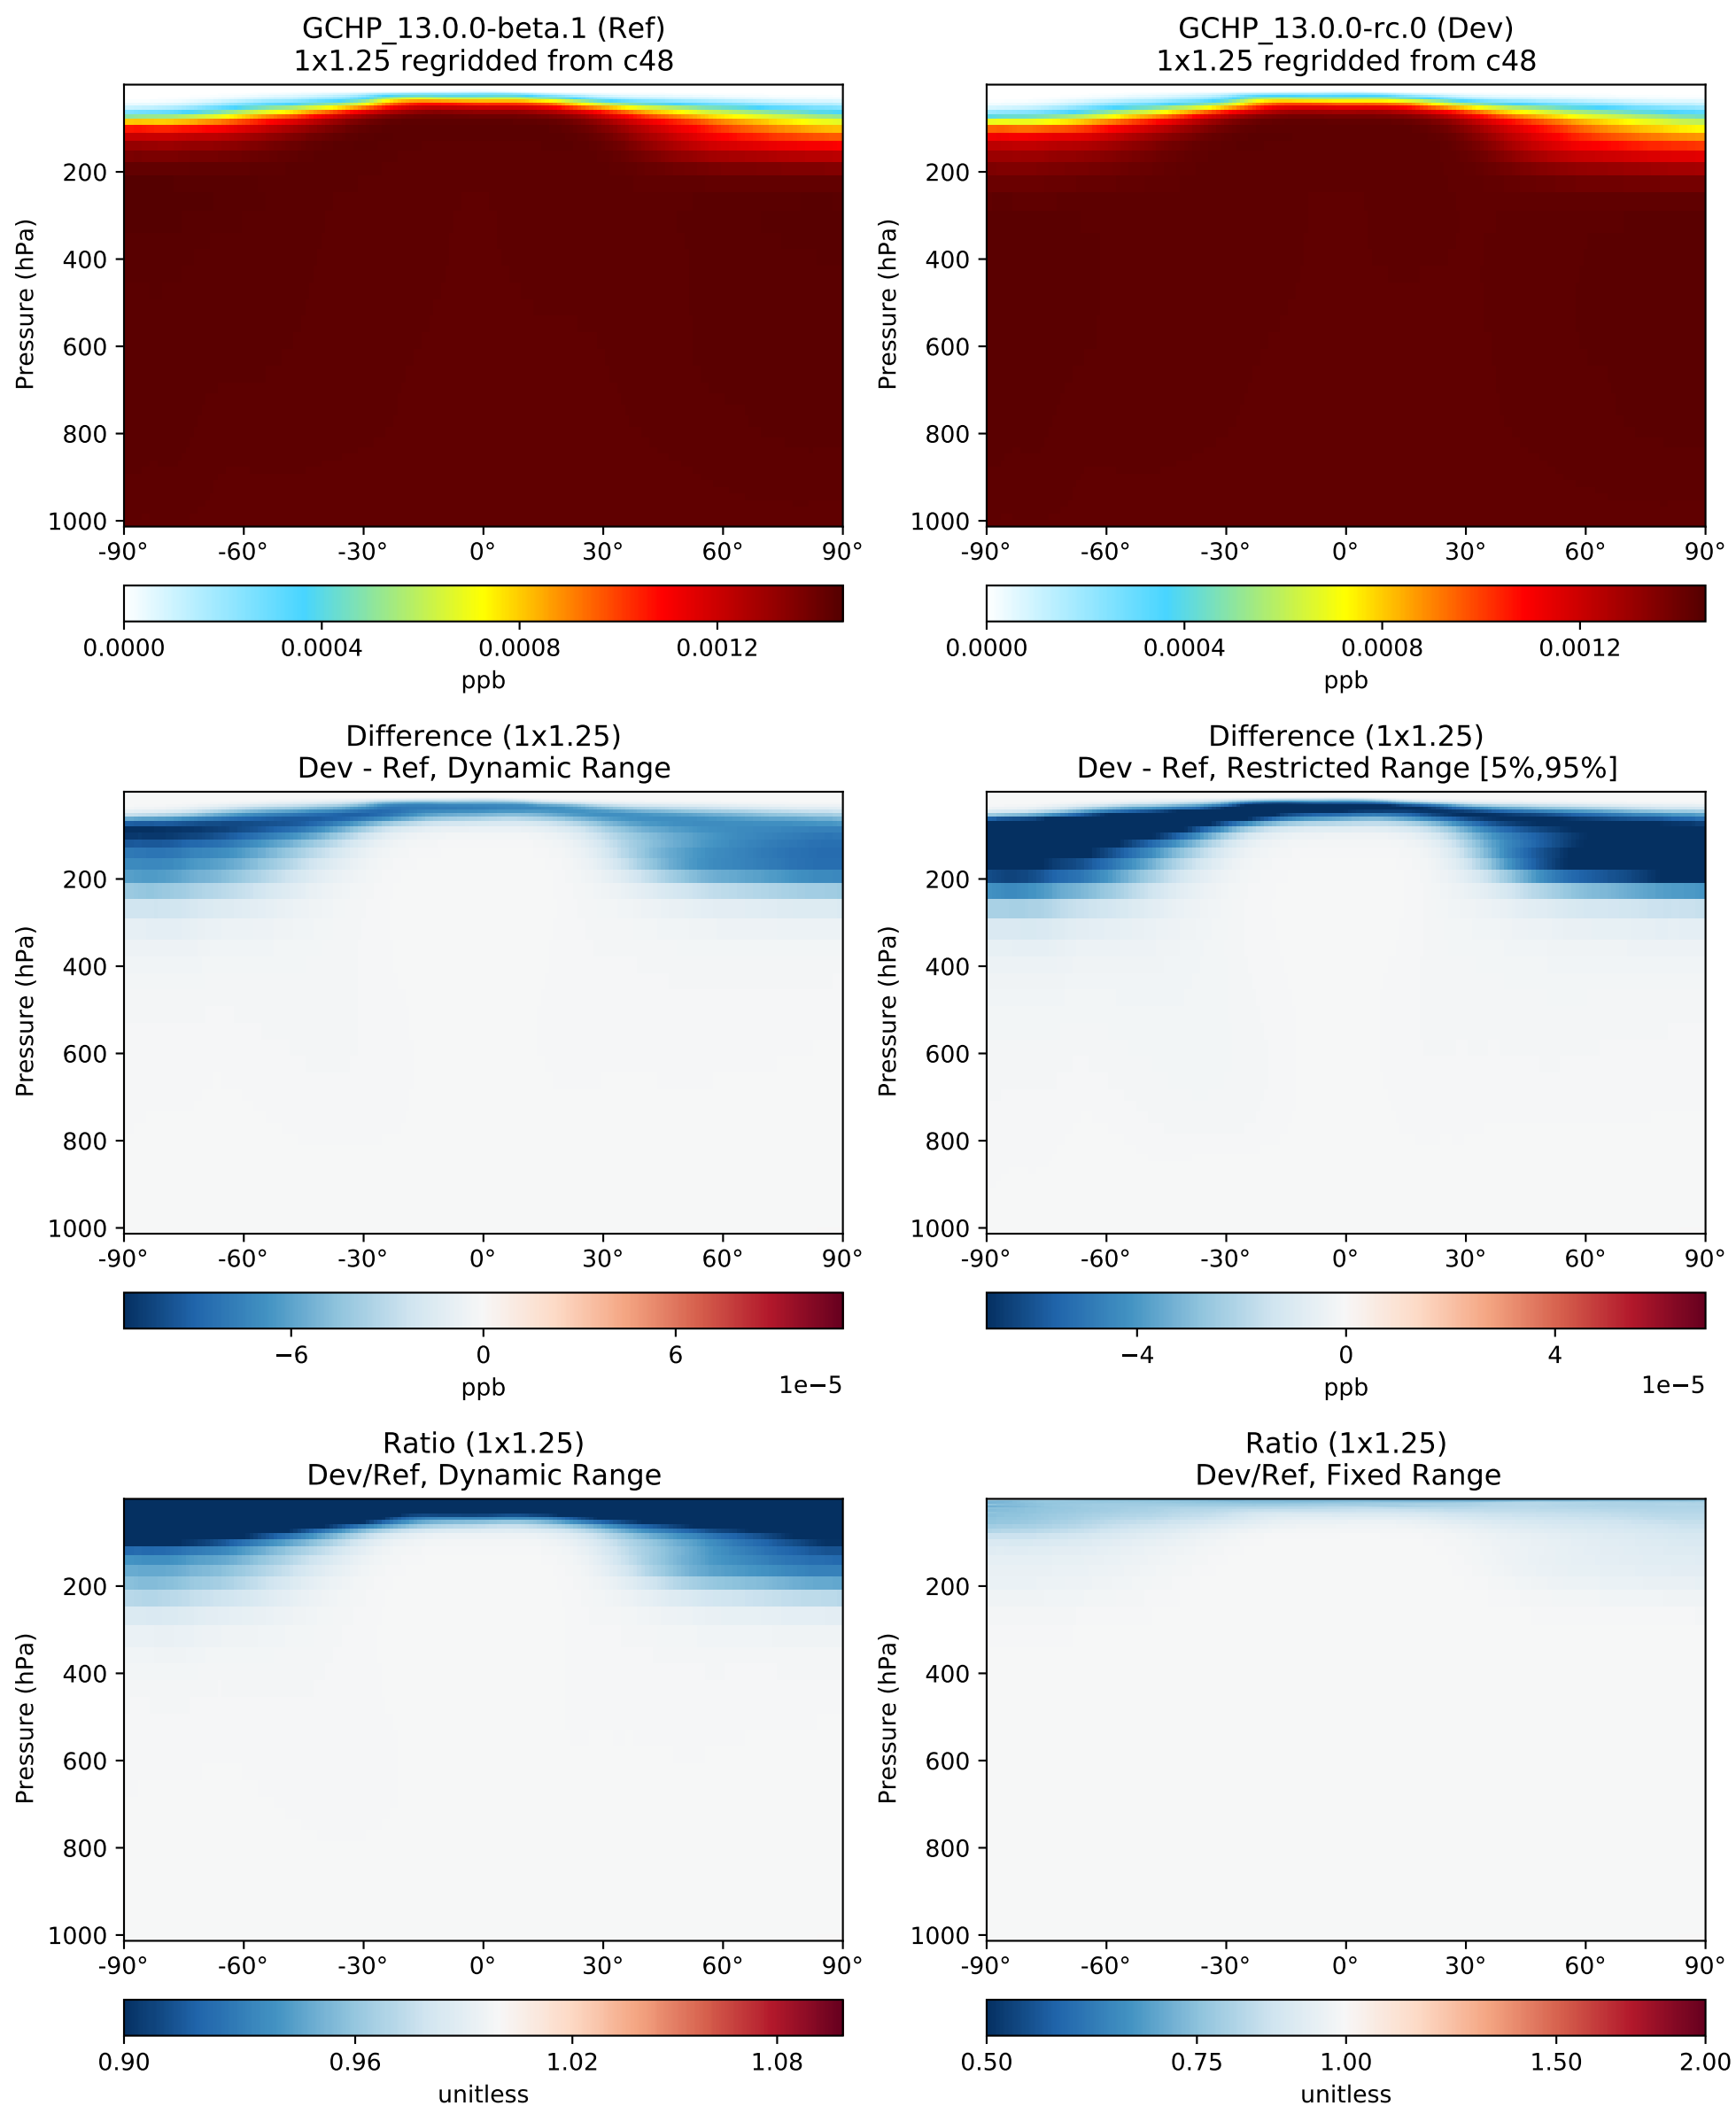 GCHP_13.0.0-beta.1 (Ref)
1x1.25 regridded from c48
Pressure (hPa)
200
400
600
800
1000
-90° -60° -30° 0° 30° 60° 90°
0.0000 0.0004 0.0008 0.0012
ppb
GCHP_13.0.0-rc.0 (Dev)
1x1.25 regridded from c48
Pressure (hPa)
200
400
600
800
1000
-90° -60° -30° 0° 30° 60° 90°
0.0000 0.0004 0.0008 0.0012
ppb
Difference (1x1.25)
Dev - Ref, Dynamic Range
Pressure (hPa)
200
400
600
800
1000
-90° -60° -30° 0° 30° 60° 90°
−6 0 6
ppb 1e−5
Difference (1x1.25)
Dev - Ref, Restricted Range [5%,95%]
Pressure (hPa)
200
400
600
800
1000
-90° -60° -30° 0° 30° 60° 90°
−4 0 4
ppb 1e−5
Ratio (1x1.25)
Dev/Ref, Dynamic Range
Pressure (hPa)
200
400
600
800
1000
-90° -60° -30° 0° 30° 60° 90°
0.90 0.96 1.02 1.08
unitless
Ratio (1x1.25)
Dev/Ref, Fixed Range
Pressure (hPa)
200
400
600
800
1000
-90° -60° -30° 0° 30° 60° 90°
0.50 0.75 1.00 1.50 2.00
unitless